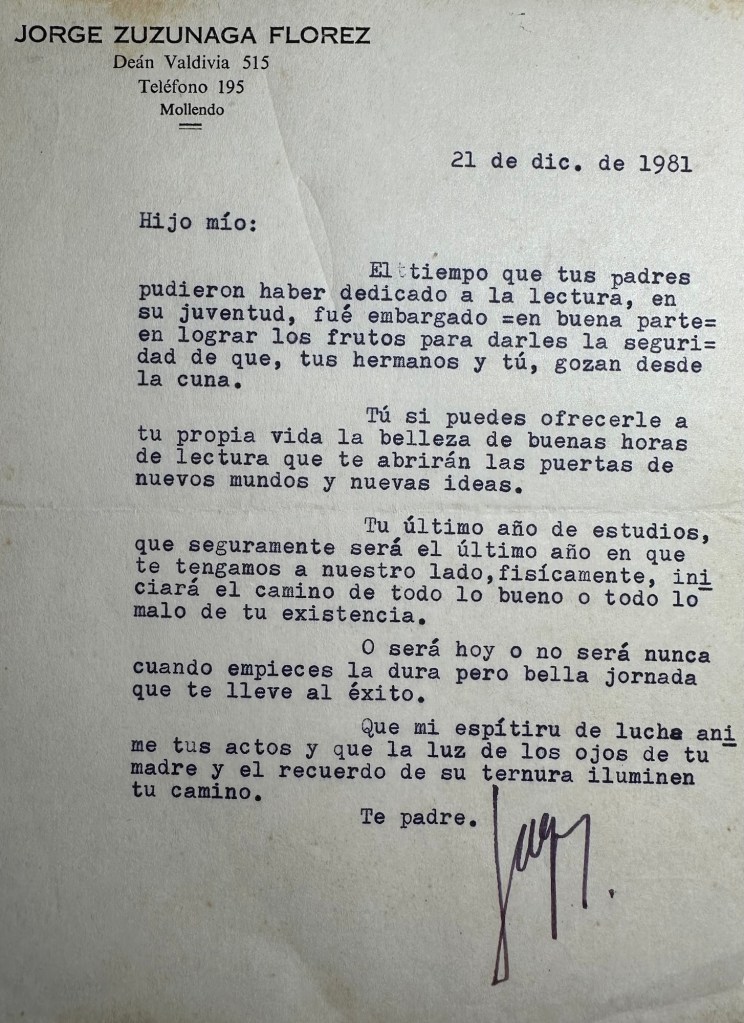 JORGE ZUZUNAGA FLOREZ
Deán Valdivia 515
Teléfono 195
Mollendo
21 de dic. de 1981
Hijo mío:
El tiempo que tus padres
pudieron haber dedicado a la lectura, en
su juventud, fué embargado =en buena parte=
en lograr los frutos para darles la seguri=
dad de que, tus hermanos y tú, gozan desde
la cuna.
Tú si puedes ofrecerle a
tu propia vida la belleza de buenas horas
de lectura que te abrirán las puertas de
nuevos mundos y nuevas ideas.
Tu último año de estudios,
que seguramente será el último año en que
te tengamos a nuestro lado,fisícamente, ini
ciará el camino de todo lo bueno o todo lo
malo de tu existencia.
O será hoy o no será nunca
cuando empieces la dura pero bella jornada
que te lleve al éxito.
Que mi espítiru de lucha ani
me tus actos y que la luz de los ojos de tu
madre y el recuerdo de su ternura iluminen
tu camino.
Te padre.